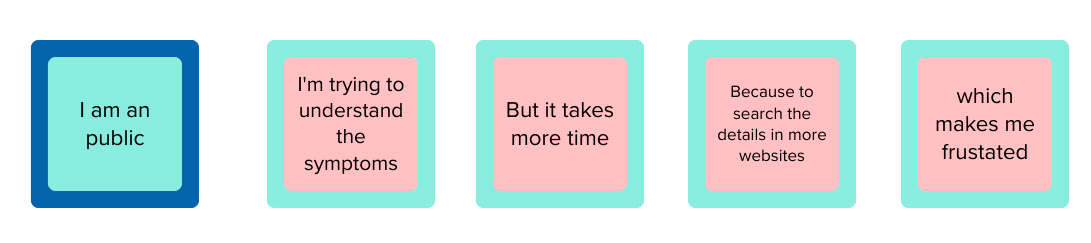 I am an
public
I'm trying to
understand
the
symptoms
But it takes
more time
Because to
search the
details in more
websites
which
makes me
frustated